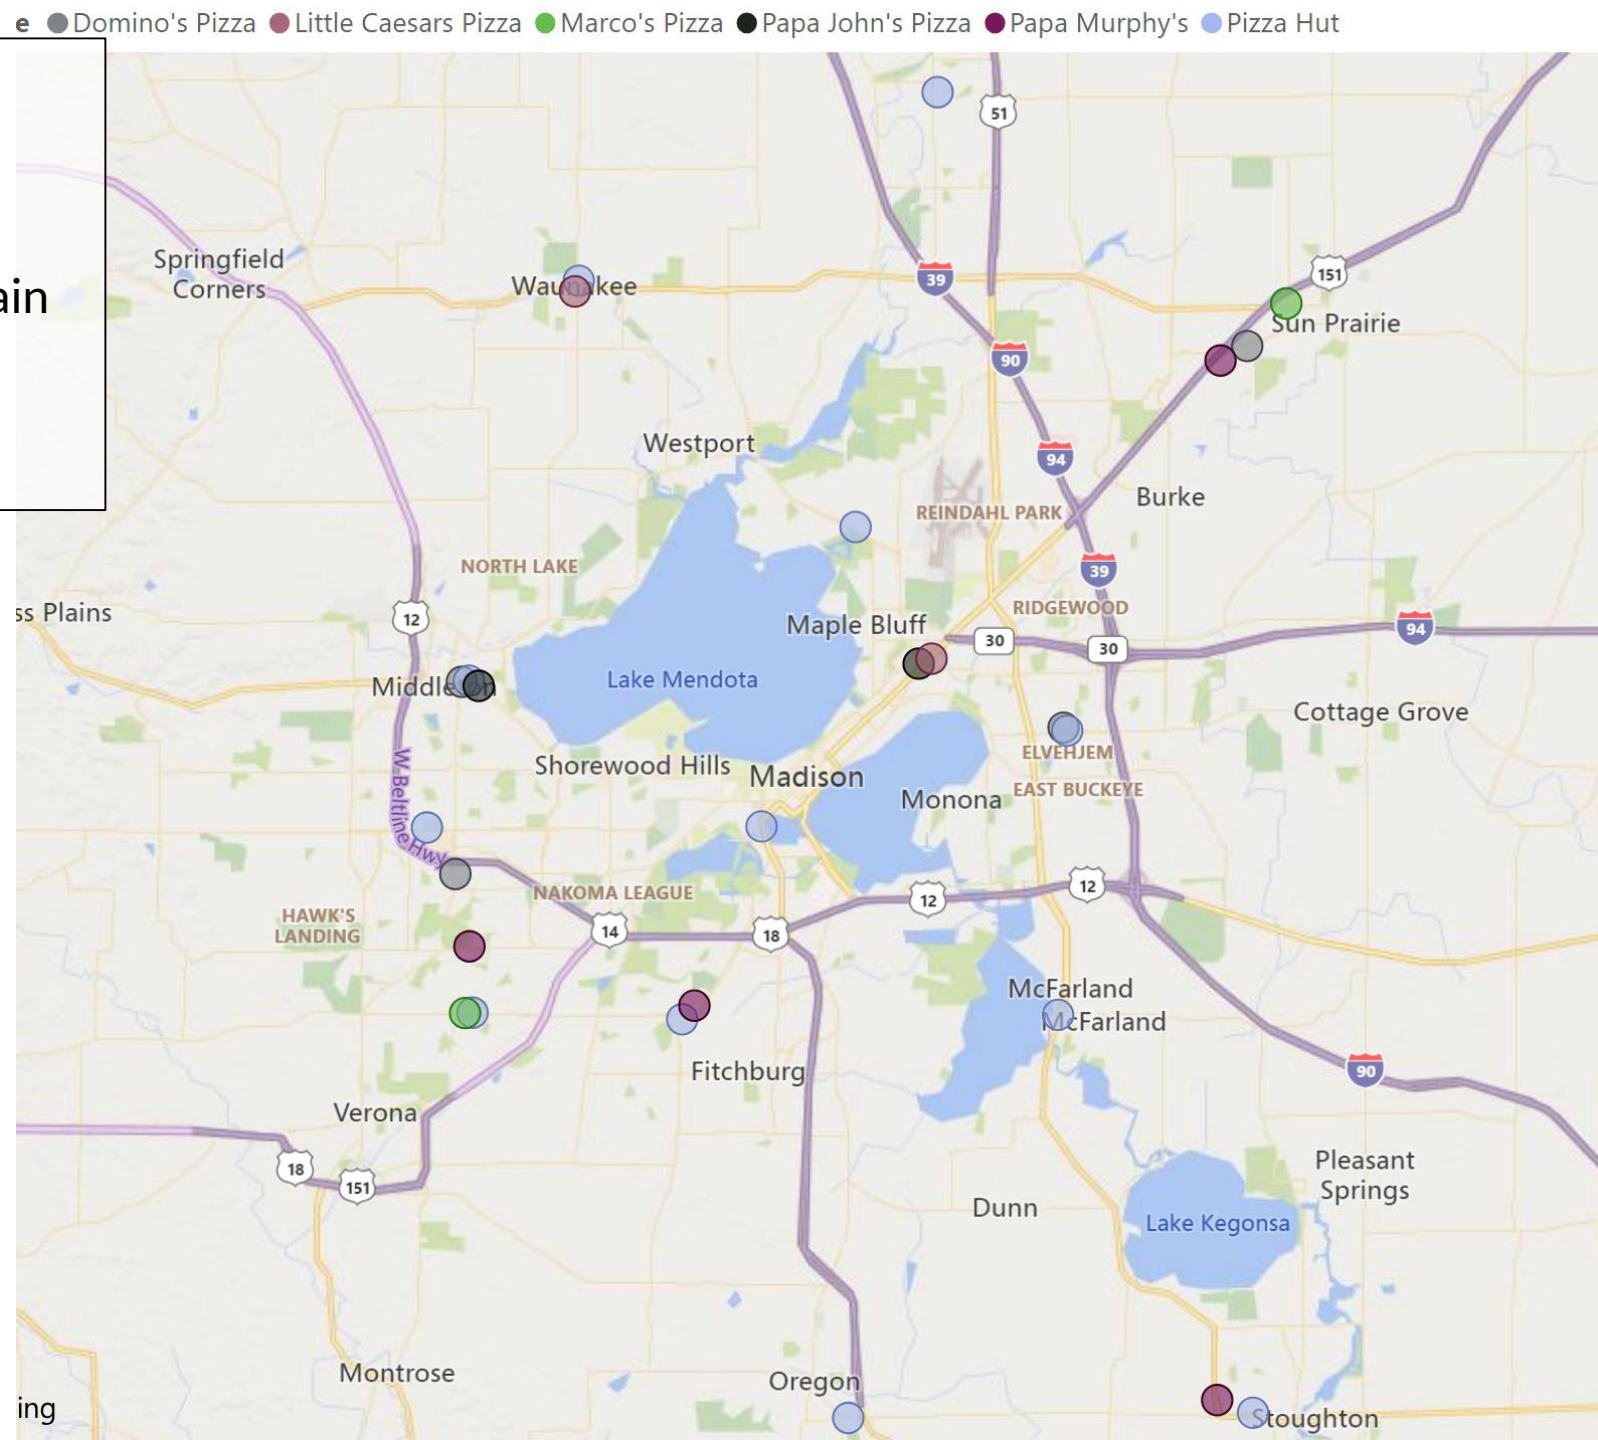 e Domino's Pizza Little Caesars Pizza Marco's Pizza Papa John's Pizza Papa Murphy's Pizza Hut
51
Springfield
Corners
ain
Waunakee
39
151
Sun Prairie
90
Westport
94
Burke
REINDAHL PARK
NORTH LAKE
39
ss Plains
12
RIDGEWOOD
Maple Bluff
94
30
30
Lake Mendota
Middleton
Cottage Grove
ELVEHJEM
Shorewood Hills
Madison
EAST BUCKEYE
Monona
W Beltline Hwy
NAKOMA LEAGUE
12
12
HAWK'S
LANDING
14
18
McFarland
McFarland
Fitchburg
90
Verona
18
151
Pleasant
Springs
Dunn
Lake Kegonsa
Montrose
Oregon
ing
Stoughton